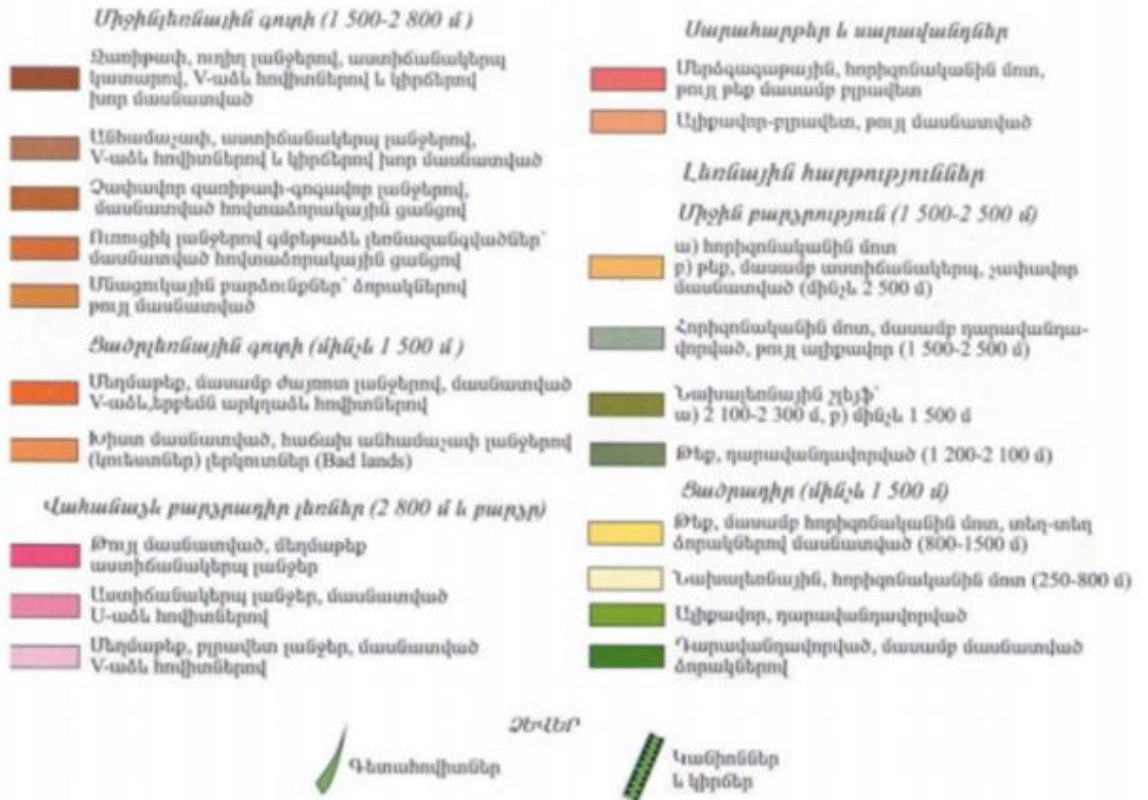 Միջինլեռնային գոտի (1 500-2 800 մ)
Զառիթափ, ուղիղ լանջերով, աստիճանակերպ
կատարով, V-աձև հովիտներով և կիրճերով
խոր մասնատված
Անհամաչափ, աստիճանակերպ լանջերով,
V-աձև հովիտներով և կիրճերով խոր մասնատված
Չափավոր զառիթափ-գոգավոր լանջերով,
մասնատված հովտաձորակային ցանցով
Ուռուցիկ լանջերով գմբեթաձև լեռնազանգվածներ՝
մասնատված հովտաձորակային ցանցով
Մնացուկային բարձունքներ՝ ձորակներով
թույլ մասնատված
Ցածրլեռնային գոտի (մինչև 1 500 մ)
Մեղմաթեք, մասամբ ժայռոտ լանջերով, մասնատված
V-աձև,երբեմն արկղաձև հովիտներով
Խիստ մասնատված, հաճախ անհամաչափ լանջերով
(կուեստներ) լերկուտներ (Bad lands)
Վահանաձև բարձրադիր լեռներ (2 800 մ և բարձր)
Թույլ մասնատված, մեղմաթեք
աստիճանակերպ լանջեր
Աստիճանակերպ լանջեր, մասնատված
U-աձև հովիտներով
Մեղմաթեք, բլրավետ լանջեր, մասնատված
V-աձև հովիտներով
Սարահարթեր և սարավանդներ
Մերձգագաթային, հորիզոնականին մոտ,
թույլ թեք մասամբ բլրավետ
Ալիքավոր-բլրավետ, թույլ մասնատված
Լեռնային հարթություններ
Միջին բարձրություն (1 500-2 500 մ)
ա) հորիզոնականին մոտ
բ) թեք, մասամբ աստիճանակերպ, չափավոր
մասնատված (մինչև 2 500 մ)
Հորիզոնականին մոտ, մասամբ դարավանդա-
վորված, թույլ ալիքավոր (1 500-2 500 մ)
Նախալեռնային շլեյֆ՝
ա) 2 100-2 300 մ, բ) մինչև 1 500 մ
Թեք, դարավանդավորված (1 200-2 100 մ)
Ցածրադիր (մինչև 1 500 մ)
Թեք, մասամբ հորիզոնականին մոտ, տեղ-տեղ
ձորակներով մասնատված (800-1500 մ)
Նախալեռնային, հորիզոնականին մոտ (250-800 մ)
Ալիքավոր, դարավանդավորված
Դարավանդավորված, մասամբ մասնատված
ձորակներով
ՁԵՎԵՐ
Գետահովիտներ
Կանիոններ
և կիրճեր